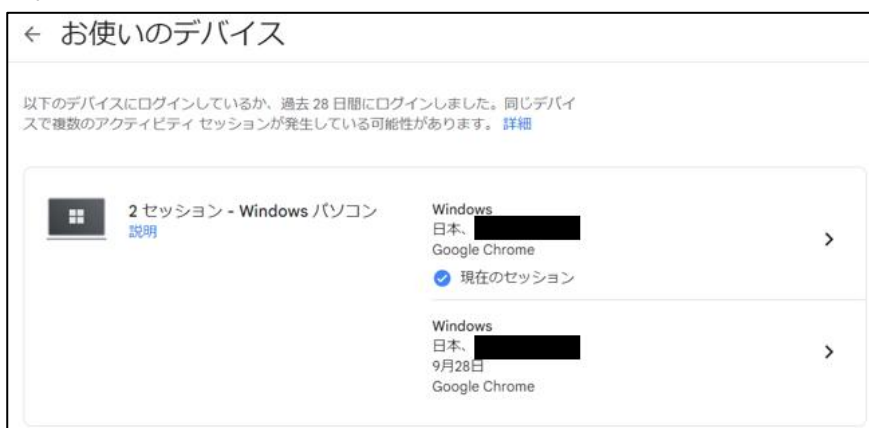 ← お使いのデバイス
以下のデバイスにログインしているか、過去 28 日間にログインしました。同じデバイ
スで複数のアクティビティ セッションが発生している可能性があります。 詳細
2 セッション - Windows パソコン
説明
Windows
日本、
Google Chrome
現在のセッション
Windows
日本、
9月28日
Google Chrome